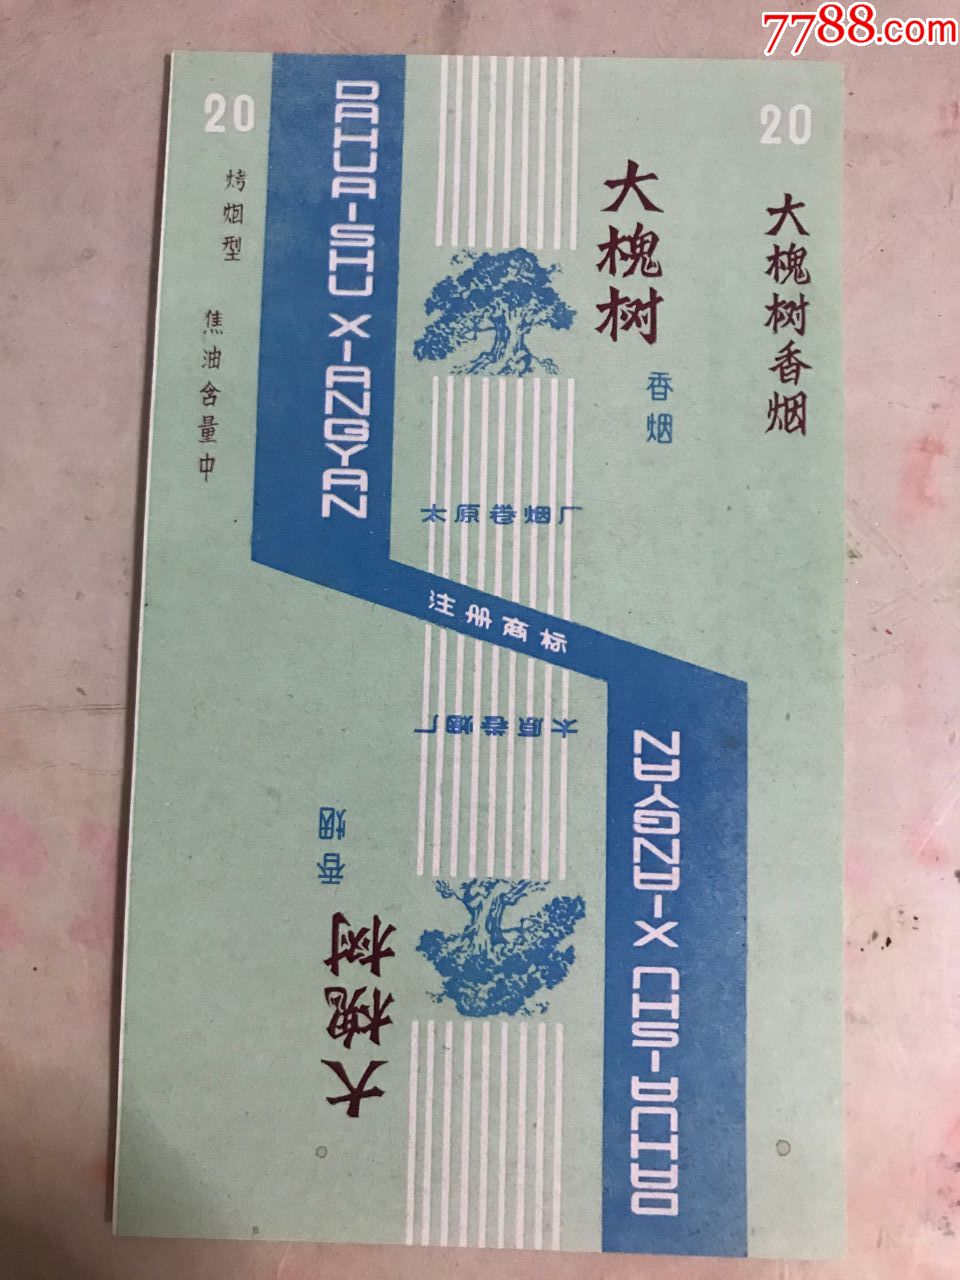 7788.com
20
烤烟型
焦油含量中
DAHUAISHU XIANGYAN
大槐树
香烟
太原卷烟厂
20
大槐树香烟
注册商标
太原卷烟厂
香烟
大槐树
DAHUAISHU XIANGYAN